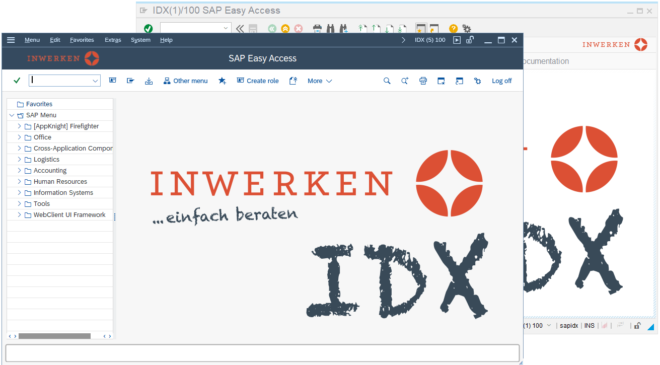 IDX(1)/100 SAP Easy Access
Menu Edit Favorites Extras System Help
IDX (5) 100
INWERKEN
SAP Easy Access
INWERKEN
ocumentation
Other menu
Create role
More
Log off
Favorites
SAP Menu
[AppKnight] Firefighter
Office
Cross-Application Compor
Logistics
Accounting
Human Resources
Information Systems
Tools
WebClient UI Framework
INWERKEN
...einfach beraten
IDX
DX
(1) 100
sapidx
INS